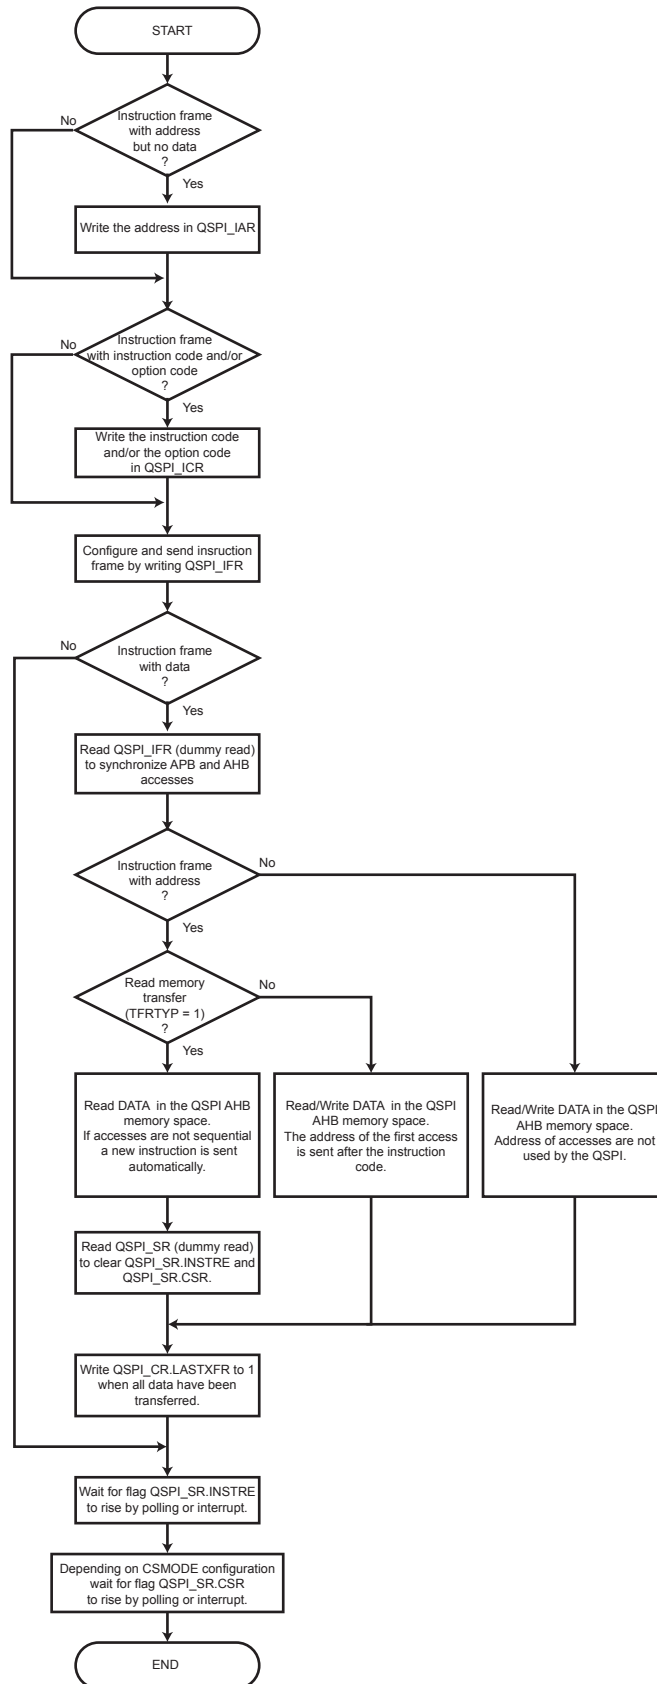 START
Instruction frame
with address
but no data
?
No
Yes
Write the address in QSPI_IAR
Instruction frame
with instruction code and/or
option code
?
No
Yes
Write the instruction code
and/or the option code
in QSPI_ICR
Configure and send insruction
frame by writing QSPI_IFR
No
Instruction frame
with data
?
Yes
Read QSPI_IFR (dummy read)
to synchronize APB and AHB
accesses
Instruction frame
with address
?
No
Yes
Read memory
transfer
(TFRTYP = 1)
?
No
Yes
Read DATA in the QSPI AHB
memory space.
If accesses are not sequential
a new instruction is sent
automatically.
Read/Write DATA in the QSPI
AHB memory space.
The address of the first access
is sent after the instruction
code.
Read/Write DATA in the QSPI
AHB memory space.
Address of accesses are not
used by the QSPI.
Read QSPI_SR (dummy read)
to clear QSPI_SR.INSTRE and
QSPI_SR.CSR.
Write QSPI_CR.LASTXFR to 1
when all data have been
transferred.
Wait for flag QSPI_SR.INSTRE
to rise by polling or interrupt.
Depending on CSMODE configuration
wait for flag QSPI_SR.CSR
to rise by polling or interrupt.
END